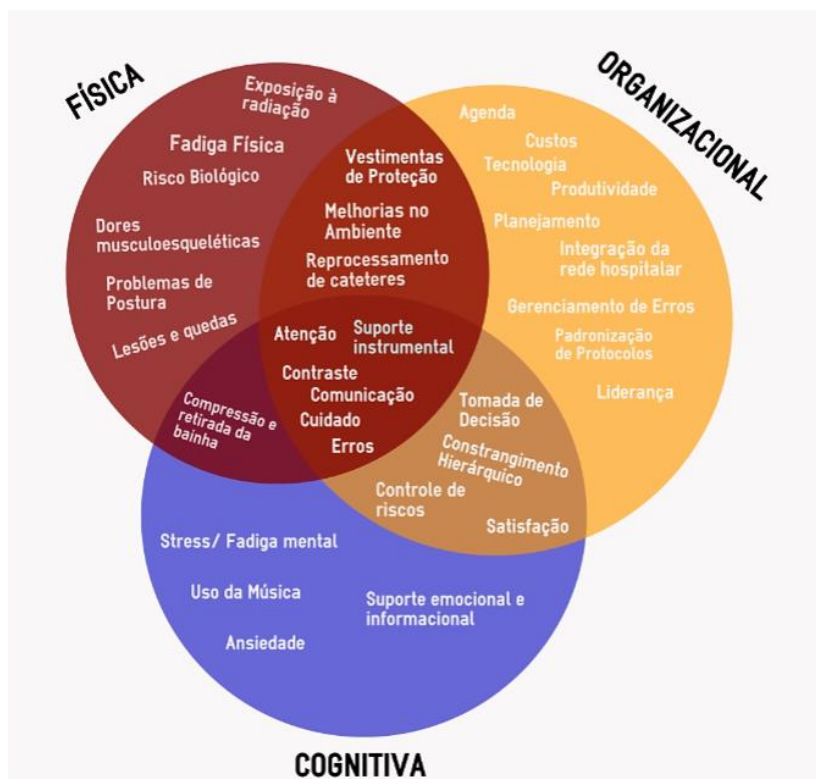 FÍSICA
ORGANIZACIONAL
Exposição à
radiação
Fadiga Física
Risco Biológico
Dores
musculoesqueléticas
Problemas de
Postura
Lesões e quedas
Vestimentas
de Proteção
Melhorias no
Ambiente
Reprocessamento
de cateteres
Agenda
Custos
Tecnologia
Produtividade
Planejamento
Integração da
rede hospitalar
Gerenciamento de Erros
Padronização
de Protocolos
Liderança
Atenção
Suporte
instrumental
Contraste
Comunicação
Cuidado
Erros
Compressão e
retirada da
bainha
Tomada de
Decisão
Constrangimento
Hierárquico
Controle de
riscos
Satisfação
Stress/ Fadiga mental
Uso da Música
Ansiedade
Suporte emocional e
informacional
COGNITIVA